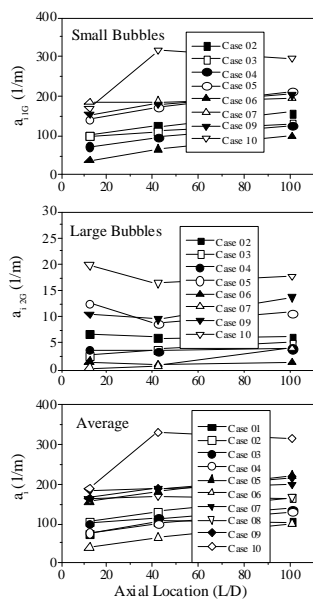 400
Small Bubbles
300
200
100
0
a i1G (1/m)
Case 02
Case 03
Case 04
Case 05
Case 06
Case 07
Case 09
Case 10
0 20 40 60 80 100
30
Large Bubbles
25
20
15
10
5
0
a i2G (1/m)
Case 02
Case 03
Case 04
Case 05
Case 06
Case 07
Case 09
Case 10
0 20 40 60 80 100
400
Average
300
200
100
0
a i (1/m)
Case 01
Case 02
Case 03
Case 04
Case 05
Case 06
Case 07
Case 08
Case 09
Case 10
0 20 40 60 80 100
Axial Location (L/D)